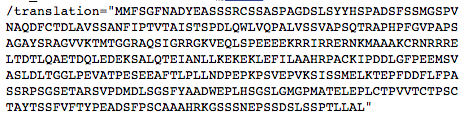 /translation="MMFSGFNADYEASSSRCSSASPAGDSLSYYHSPADSFSSMGSPV
NAQDFCTDLAVSSANFIPTVTAISTSPDLQWLVQPALVSSVAPSQTRAPHPFGVPAPS
AGAYSRAGVVKTMTGGRAQSIGRRGKVEQLSPEEEEKRRIRRERNKMAAAKCRNRRRE
LTDTLQAETDQLEDEKSALQTEIANLLKEKEKLEFILAAHRPACKIPDDLGFPEEMSV
ASLDLTGGLPEVATPESEEAFTLPLLNDPEPKPSVEPVKSISSMELKTEPFDDFLFPA
SSRPSGSETARSVPDMDLSGSFYAADWEPLHSGSLGMGPMATELEPLCTPVVTCTPSC
TAYTSSFVFTYPEADSFPSCAAAHRKGSSSNEPSSDSLSSPTLLAL"